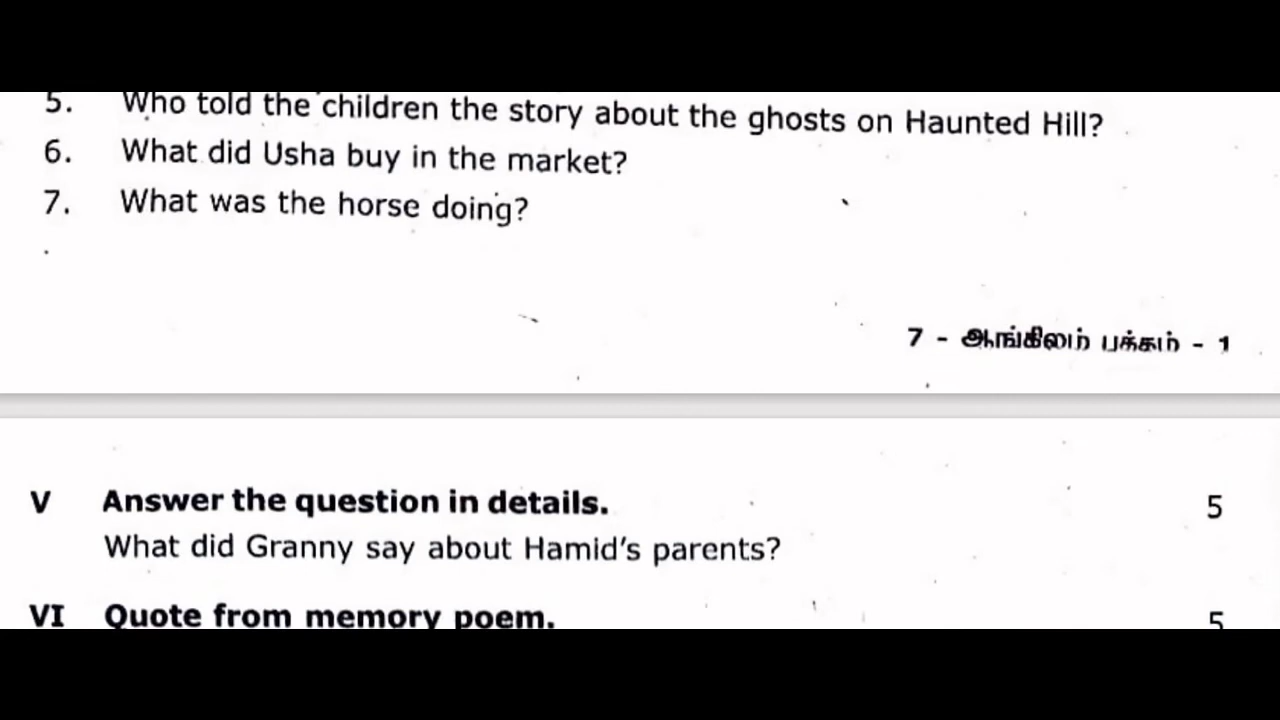 5. Who told the children the story about the ghosts on Haunted Hill?
6. What did Usha buy in the market?
7. What was the horse doing?
7 - ஆங்கிலம் பக்கம் - 1
V Answer the question in details. 5
What did Granny say about Hamid's parents?
VI Quote from memory poem. 5